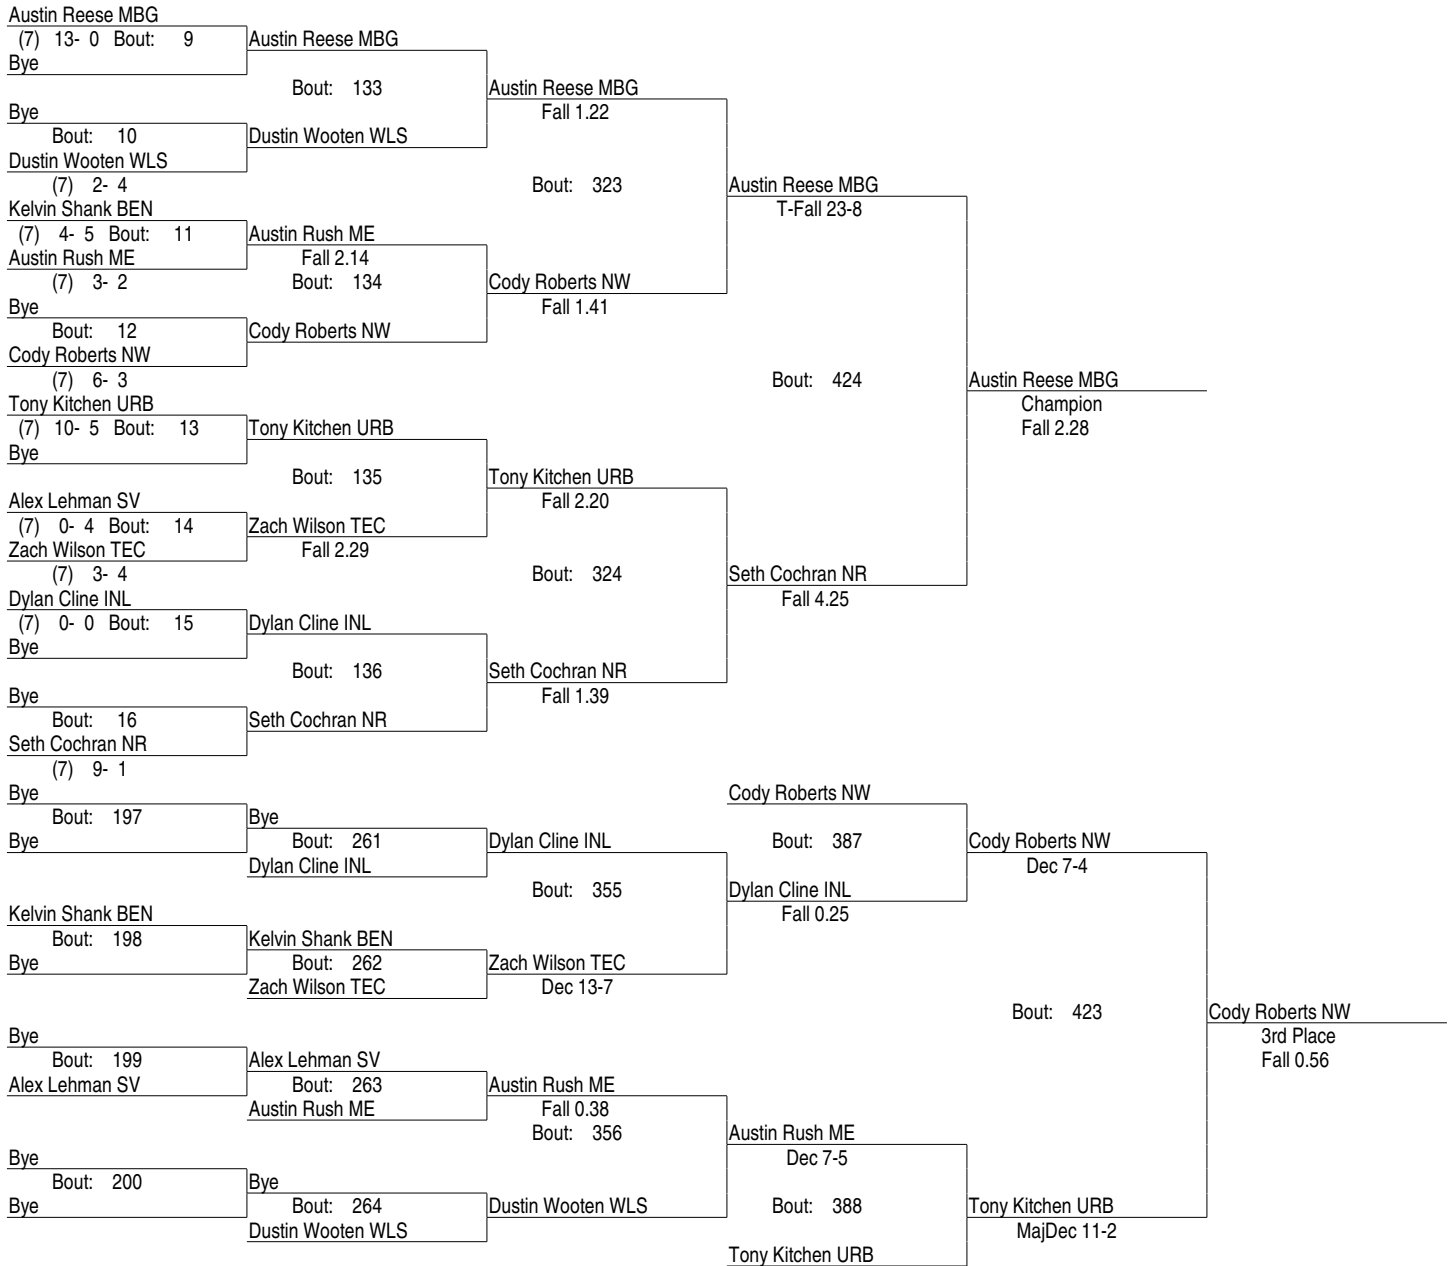 Austin Reese MBG
(7) 13- 0 Bout: 9 Austin Reese MBG
Bye
Bout: 133 Austin Reese MBG
Bye Fall 1.22
Bout: 10 Dustin Wooten WLS
Dustin Wooten WLS
(7) 2- 4 Bout: 323 Austin Reese MBG
Kelvin Shank BEN T-Fall 23-8
(7) 4- 5 Bout: 11 Austin Rush ME
Austin Rush ME Fall 2.14
(7) 3- 2 Bout: 134 Cody Roberts NW
Bye Fall 1.41
Bout: 12 Cody Roberts NW
Cody Roberts NW
(7) 6- 3 Bout: 424 Austin Reese MBG
Tony Kitchen URB Champion
(7) 10- 5 Bout: 13 Tony Kitchen URB Fall 2.28
Bye
Bout: 135 Tony Kitchen URB
Alex Lehman SV Fall 2.20
(7) 0- 4 Bout: 14 Zach Wilson TEC
Zach Wilson TEC Fall 2.29
(7) 3- 4 Bout: 324 Seth Cochran NR
Dylan Cline INL Fall 4.25
(7) 0- 0 Bout: 15 Dylan Cline INL
Bye
Bout: 136 Seth Cochran NR
Bye Fall 1.39
Bout: 16 Seth Cochran NR
Seth Cochran NR
(7) 9- 1
Bye Cody Roberts NW
Bout: 197 Bye
Bye Bout: 261 Dylan Cline INL Bout: 387 Cody Roberts NW
Dylan Cline INL Dec 7-4
Bout: 355 Dylan Cline INL
Kelvin Shank BEN Fall 0.25
Bout: 198 Kelvin Shank BEN
Bye Bout: 262 Zach Wilson TEC
Zach Wilson TEC Dec 13-7
Bout: 423 Cody Roberts NW
Bye 3rd Place
Bout: 199 Alex Lehman SV Fall 0.56
Alex Lehman SV Bout: 263 Austin Rush ME
Austin Rush ME Fall 0.38
Bout: 356 Austin Rush ME
Bye Dec 7-5
Bout: 200 Bye
Bye Bout: 264 Dustin Wooten WLS Bout: 388 Tony Kitchen URB
Dustin Wooten WLS MajDec 11-2
Tony Kitchen URB